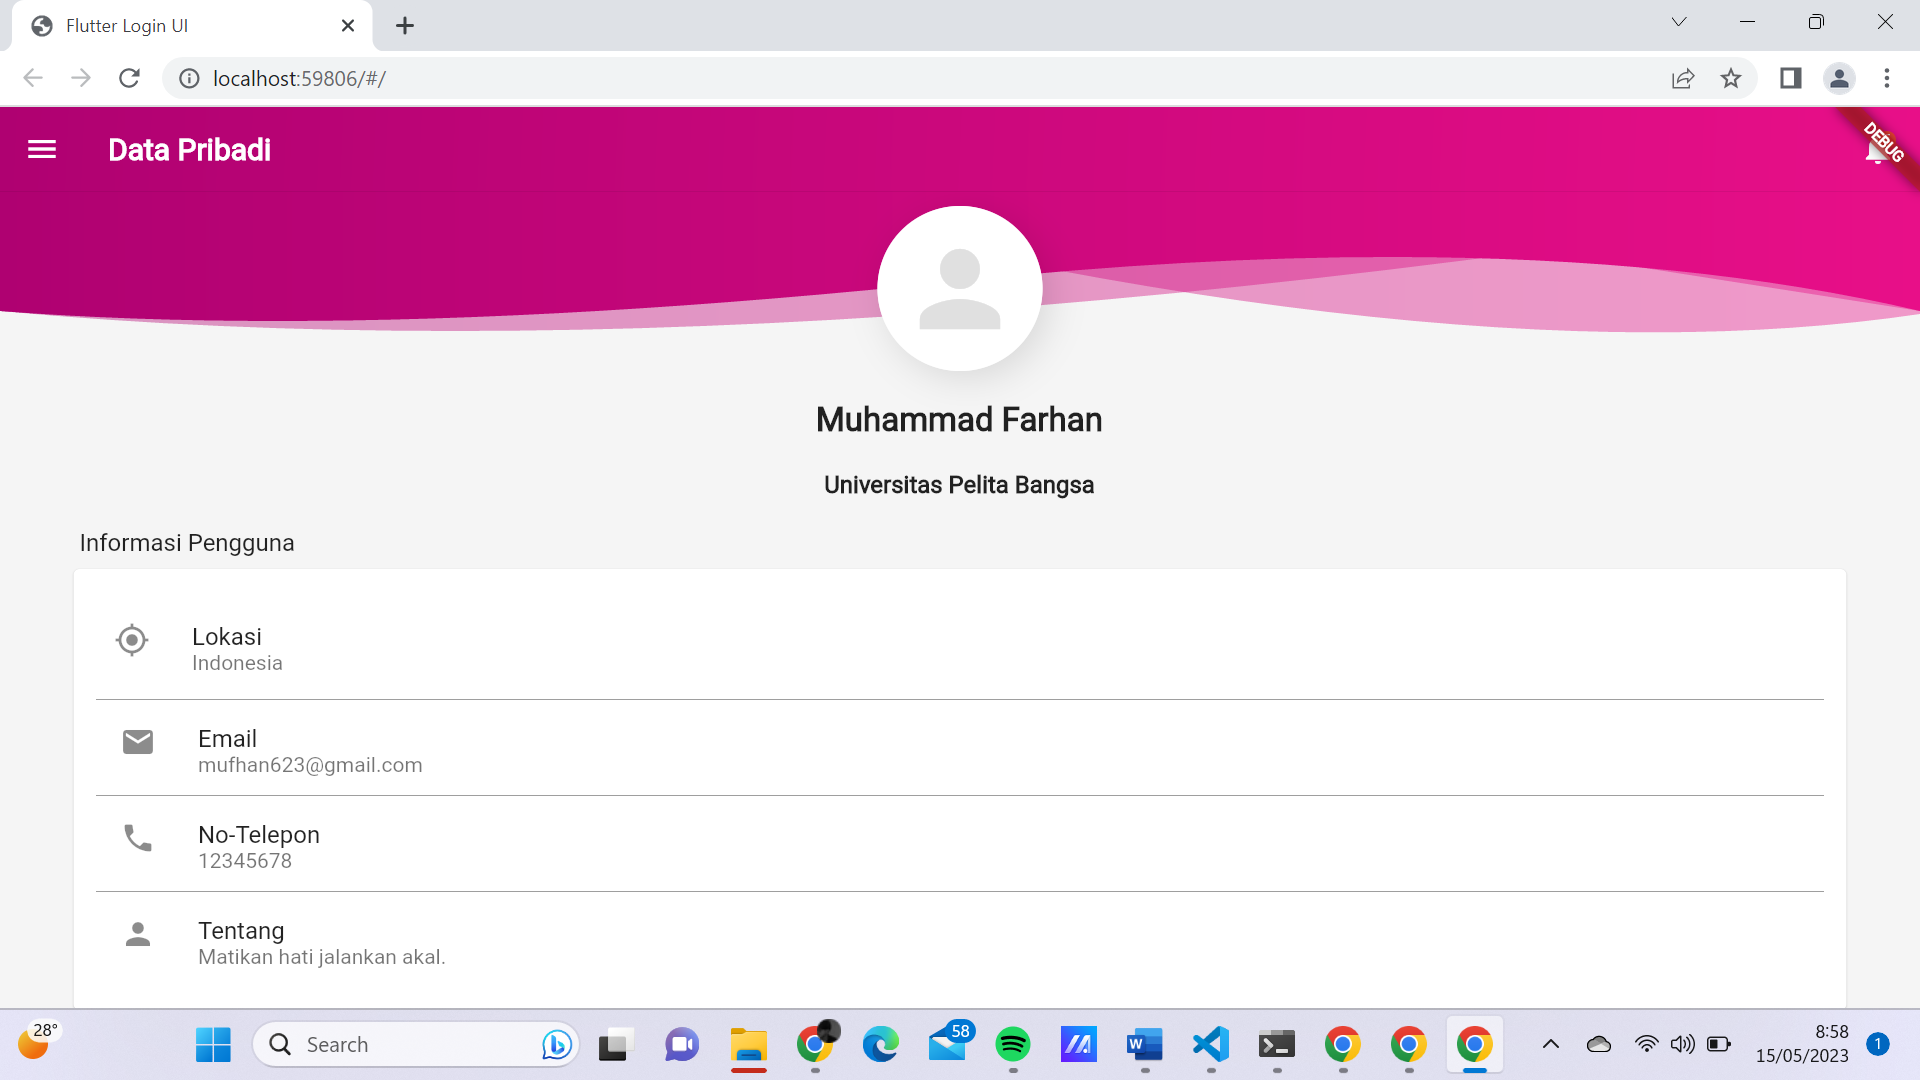 Flutter Login UI
localhost:59806/#/
Data Pribadi
DEBUG
Muhammad Farhan
Universitas Pelita Bangsa
Informasi Pengguna
Lokasi
Indonesia
Email
mufhan623@gmail.com
No-Telepon
12345678
Tentang
Matikan hati jalankan akal.
28°
Search
58
W
8:58
15/05/2023
1